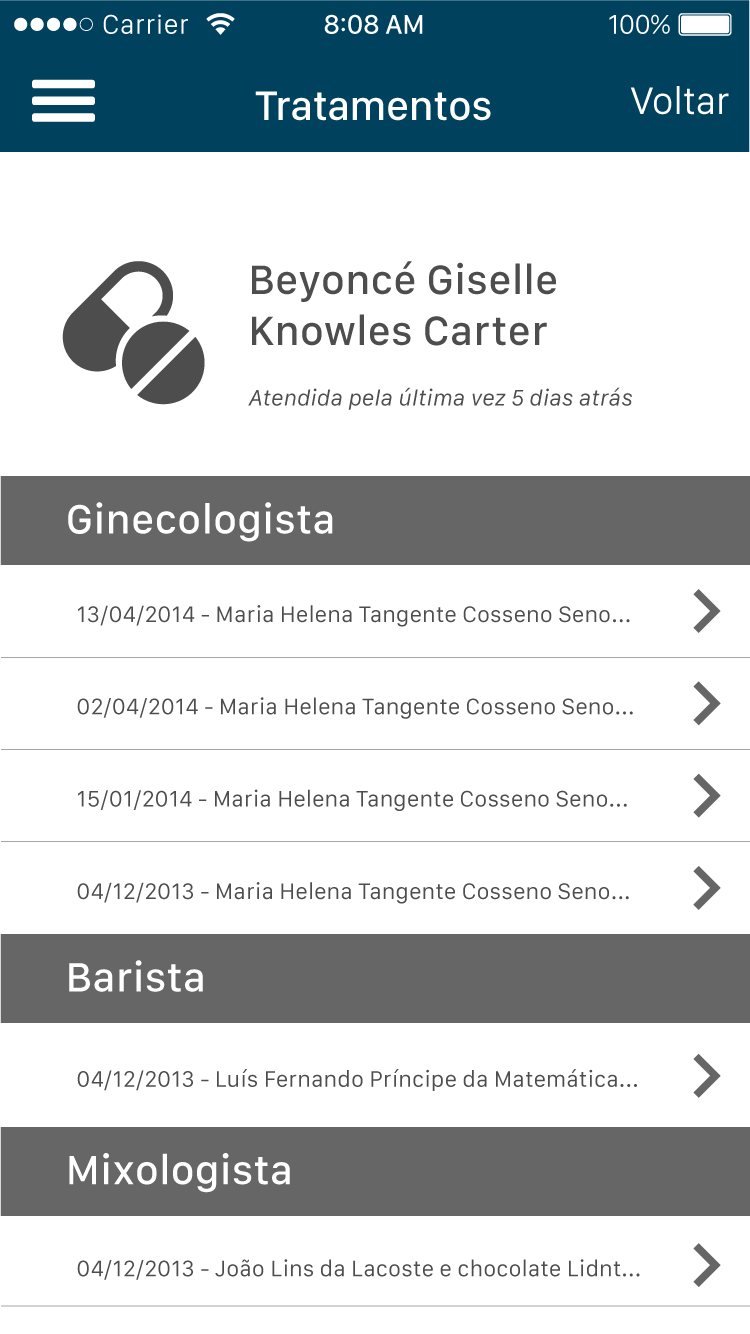 Carrier 8:08 AM 100%
Tratamentos Voltar
Beyoncé Giselle
Knowles Carter
Atendida pela última vez 5 dias atrás
Ginecologista
13/04/2014 - Maria Helena Tangente Cosseno Seno...
02/04/2014 - Maria Helena Tangente Cosseno Seno...
15/01/2014 - Maria Helena Tangente Cosseno Seno...
04/12/2013 - Maria Helena Tangente Cosseno Seno...
Barista
04/12/2013 - Luís Fernando Príncipe da Matemática...
Mixologista
04/12/2013 - João Lins da Lacoste e chocolate Lidnt...